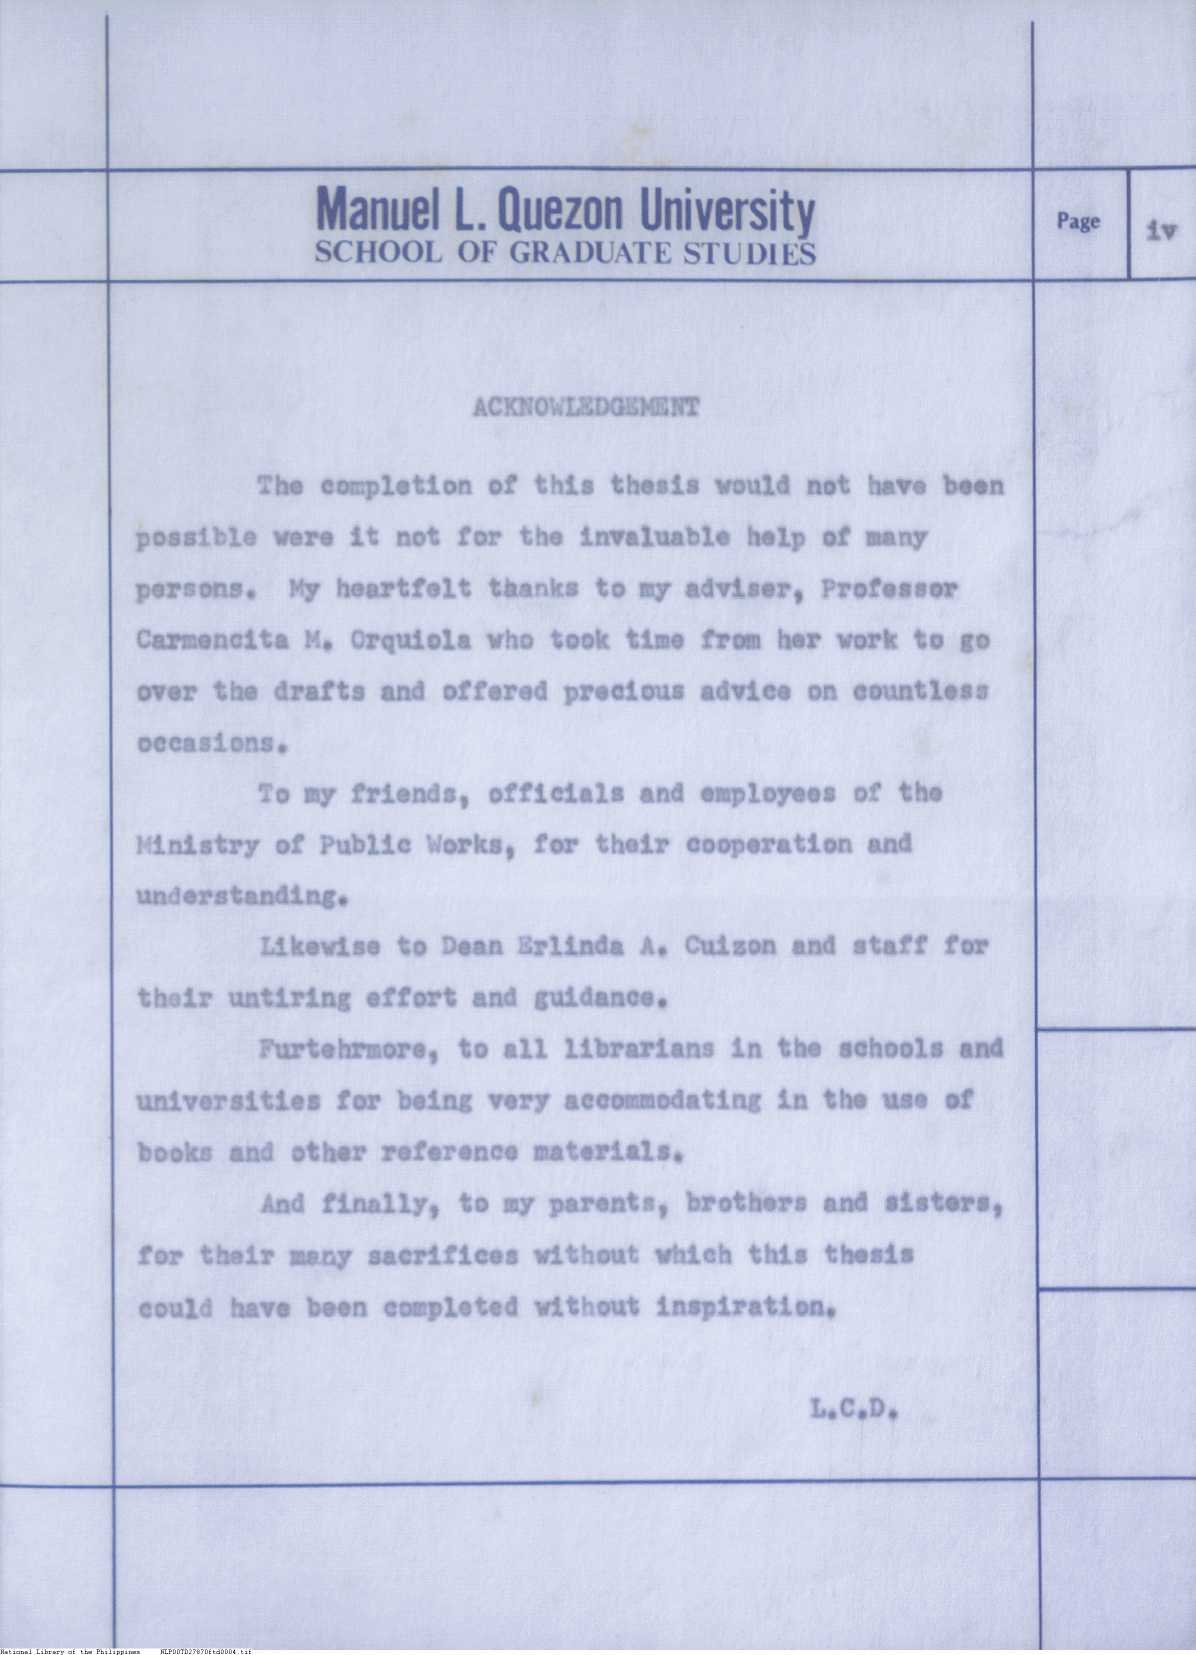 Manuel L. Quezon University
SCHOOL OF GRADUATE STUDIES
Page
iv
ACKNOWLEDGEMENT
The completion of this thesis would not have been
possible were it not for the invaluable help of many
persons. My heartfelt thanks to my adviser, Professor
Carmencita M. Orquiola who took time from her work to go
over the drafts and offered precious advice on countless
occasions.
To my friends, officials and employees of the
Ministry of Public Works, for their cooperation and
understanding.
Likewise to Dean Erlinda A. Cuizon and staff for
their untiring effort and guidance.
Furtehrmore, to all librarians in the schools and
universities for being very accommodating in the use of
books and other reference materials.
And finally, to my parents, brothers and sisters,
for their many sacrifices without which this thesis
could have been completed without inspiration.
L.C.D.
National Library of the Philippines NLP00TD27870ftd0004.tif